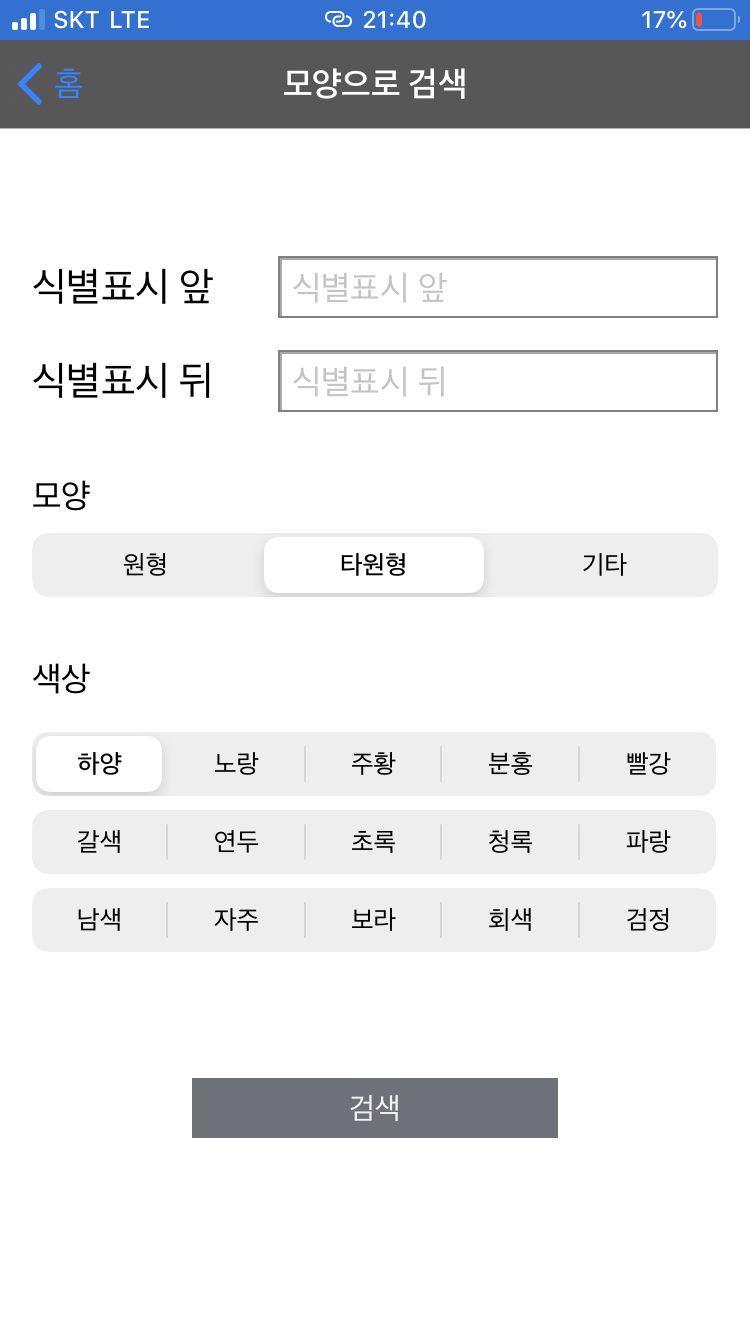 SKT LTE 21:40 17%
홈 모양으로 검색
식별표시 앞 식별표시 앞
식별표시 뒤 식별표시 뒤
모양
원형 타원형 기타
색상
하양 노랑 주황 분홍 빨강
갈색 연두 초록 청록 파랑
남색 자주 보라 회색 검정
검색